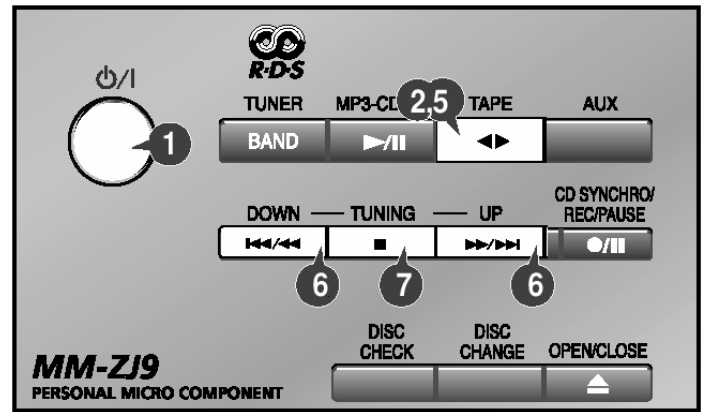 R·D·S
⏻/I
TUNER MP3-CD 2,5 TAPE AUX
1 BAND ►/II ◄►
CD SYNCHRO/
DOWN — TUNING — UP REC/PAUSE
I◄◄/◄◄ ■ ►►/►►I ●/II
6 7 6
DISC DISC
CHECK CHANGE OPEN/CLOSE
MM-ZJ9
PERSONAL MICRO COMPONENT